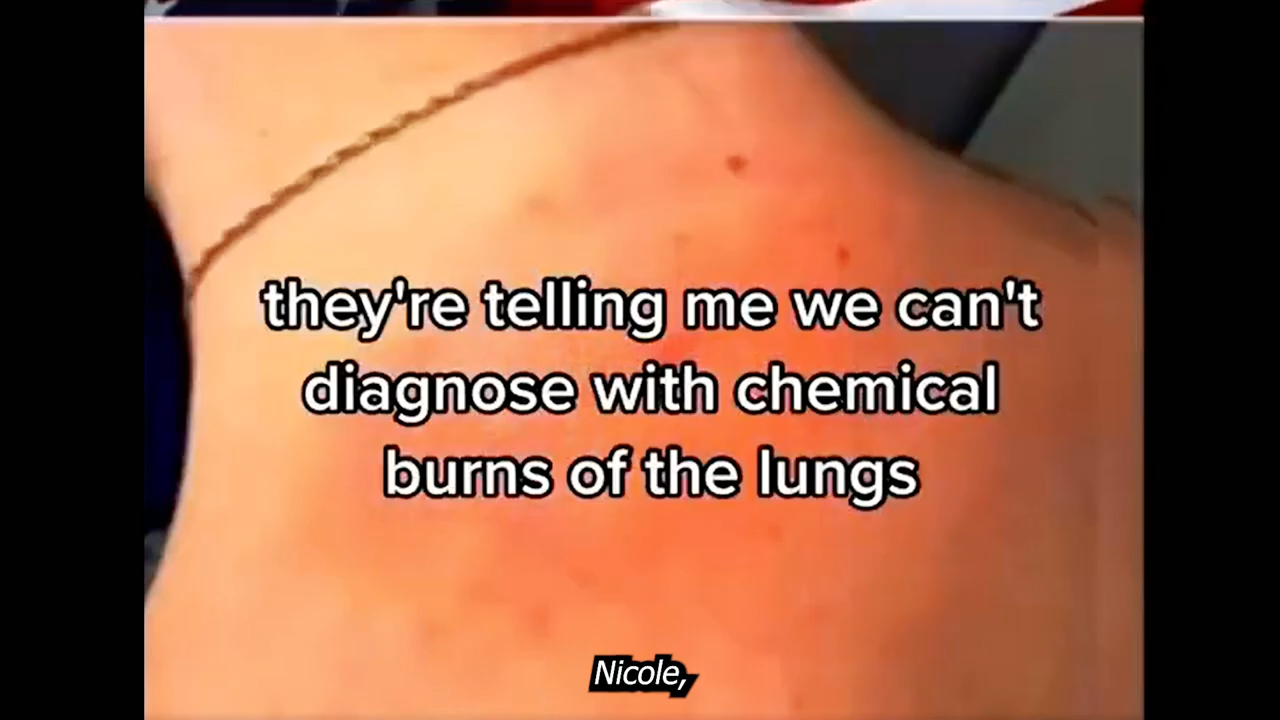 they're telling me we can't
diagnose with chemical
burns of the lungs
Nicole,